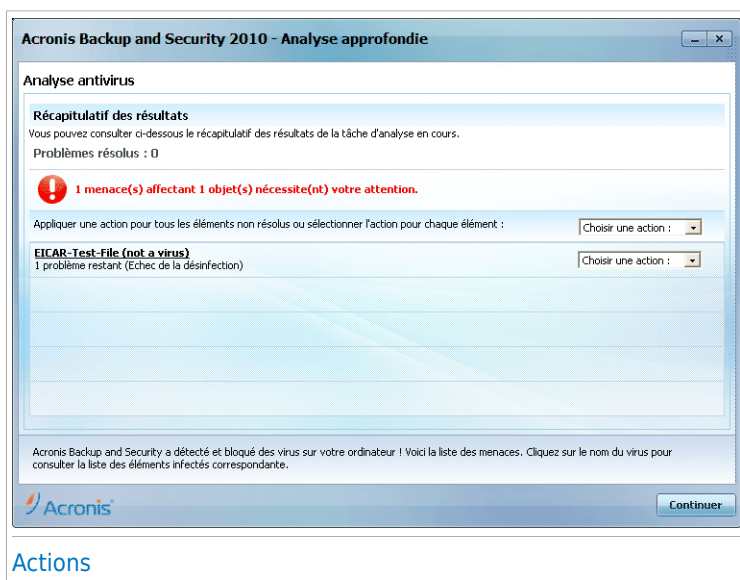 Acronis Backup and Security 2010 - Analyse approfondie
Analyse antivirus
Récapitulatif des résultats
Vous pouvez consulter ci-dessous le récapitulatif des résultats de la tâche d'analyse en cours.
Problèmes résolus : 0
1 menace(s) affectant 1 objet(s) nécessite(nt) votre attention.
Appliquer une action pour tous les éléments non résolus ou sélectionner l'action pour chaque élément :
Choisir une action :
EICAR-Test-File (not a virus)
1 problème restant (Echec de la désinfection)
Choisir une action :
Acronis Backup and Security a détecté et bloqué des virus sur votre ordinateur ! Voici la liste des menaces. Cliquez sur le nom du virus pour
consulter la liste des éléments infectés correspondante.
Acronis
Continuer
Actions